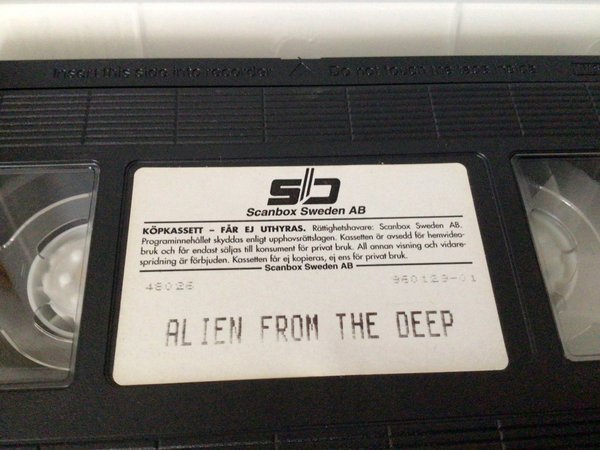 Insert this side into recorder
Do not touch the tape inside
SD
Scanbox Sweden AB
KÖPKASSETT – FÅR EJ UTHYRAS. Rättighetshavare: Scanbox Sweden AB.
Programinnehållet skyddas enligt upphovsrättslagen. Kassetten är avsedd för hemvideo-
bruk och får endast säljas till konsument för privat bruk. All annan visning och vidare-
spridning är förbjuden. Kassetten får ej kopieras, ej ens för privat bruk.
Scanbox Sweden AB
48026 960129-01
ALIEN FROM THE DEEP